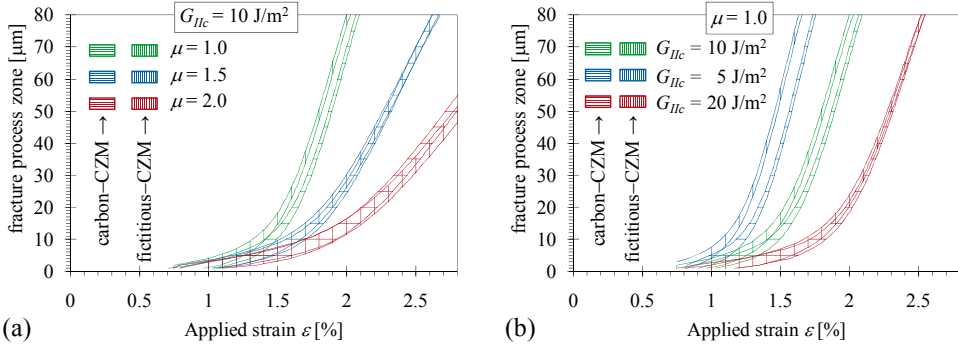 G_IIc = 10 J/m²
80
70
60
50
40
30
20
10
0
fracture process zone [µm]
µ = 1.0
µ = 1.5
µ = 2.0
carbon–CZM →
fictitious–CZM →
0 0.5 1 1.5 2 2.5
Applied strain ε [%]
(a)
µ = 1.0
80
70
60
50
40
30
20
10
0
fracture process zone [µm]
G_IIc = 10 J/m²
G_IIc = 5 J/m²
G_IIc = 20 J/m²
carbon–CZM →
fictitious–CZM →
0 0.5 1 1.5 2 2.5
Applied strain ε [%]
(b)